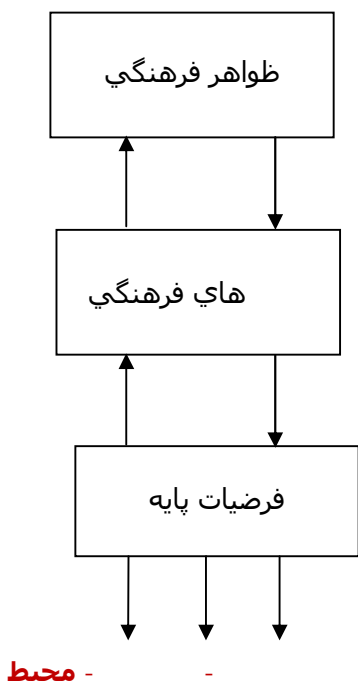 ظواهر فرهنگي
هاي فرهنگي
فرضيات پايه
- - محيط